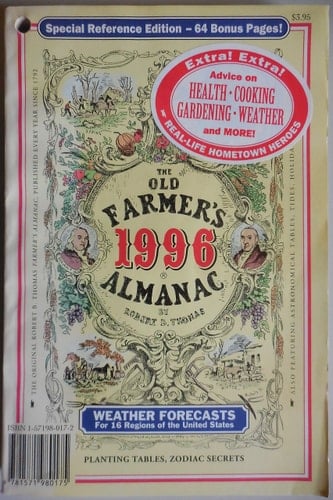 Special Reference Edition – 64 Bonus Pages!
$3.95
Extra! Extra!
Advice on
HEALTH • COOKING
GARDENING • WEATHER
and MORE!
REAL-LIFE HOMETOWN HEROES
THE ORIGINAL ROBERT B. THOMAS FARMER'S ALMANAC, PUBLISHED EVERY YEAR SINCE 1792
THE
OLD
FARMER'S
1996
ALMANAC
BY
ROBERT B. THOMAS
ALSO FEATURING ASTRONOMICAL TABLES, TIDES,
WEATHER FORECASTS
For 16 Regions of the United States
ISBN 1-57198-017-2
9781571980175
PLANTING TABLES, ZODIAC SECRETS